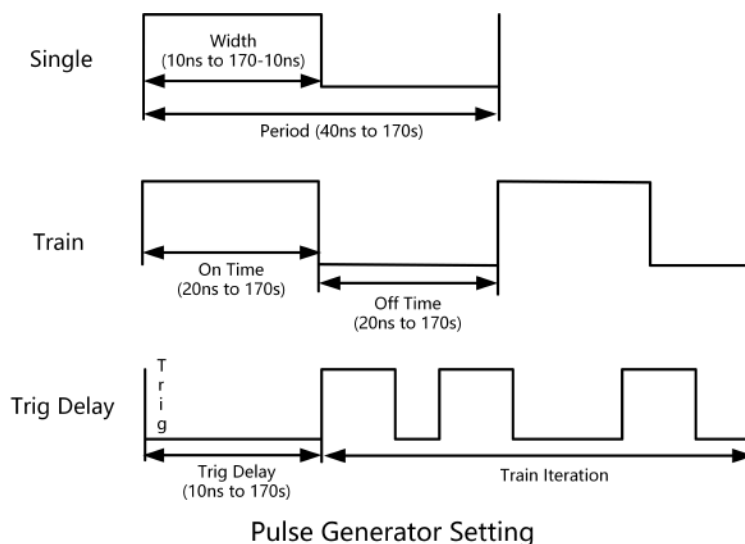 Single
Width
(10ns to 170-10ns)
Period (40ns to 170s)
Train
On Time
(20ns to 170s)
Off Time
(20ns to 170s)
Trig Delay
Trig
Trig Delay
(10ns to 170s)
Train Iteration
Pulse Generator Setting